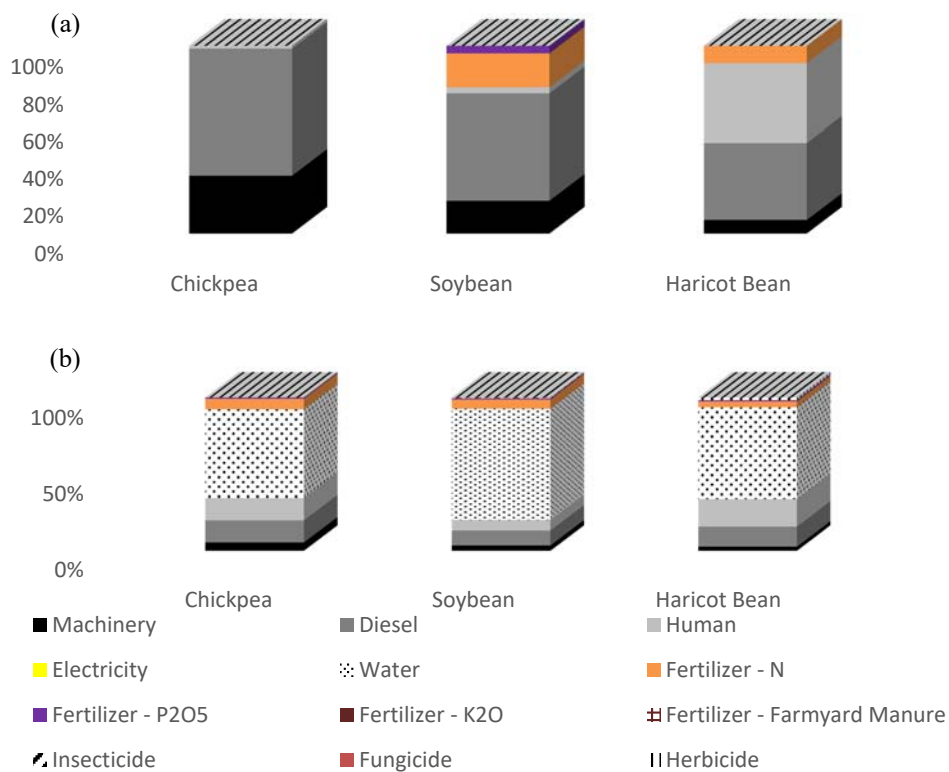 (a)
100%
80%
60%
40%
20%
0%
Chickpea Soybean Haricot Bean
(b)
100%
50%
0%
Chickpea Soybean Haricot Bean
Machinery Diesel Human
Electricity Water Fertilizer - N
Fertilizer - P2O5 Fertilizer - K2O Fertilizer - Farmyard Manure
Insecticide Fungicide Herbicide